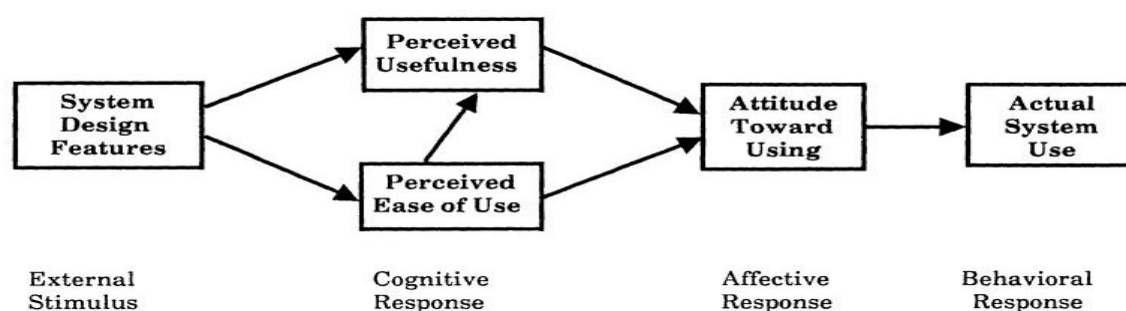 System
Design
Features
Perceived
Usefulness
Perceived
Ease of Use
Attitude
Toward
Using
Actual
System
Use
External
Stimulus
Cognitive
Response
Affective
Response
Behavioral
Response